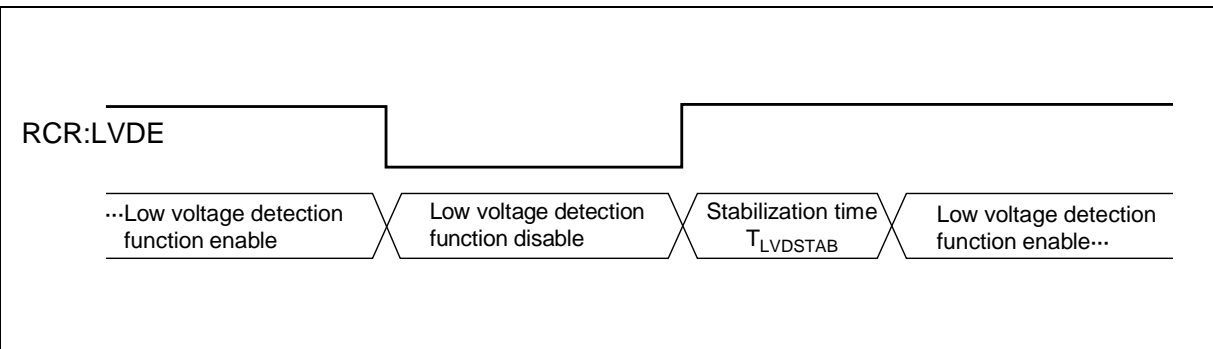 RCR:LVDE
···Low voltage detection
function enable
Low voltage detection
function disable
Stabilization time
TLVDSTAB
Low voltage detection
function enable···